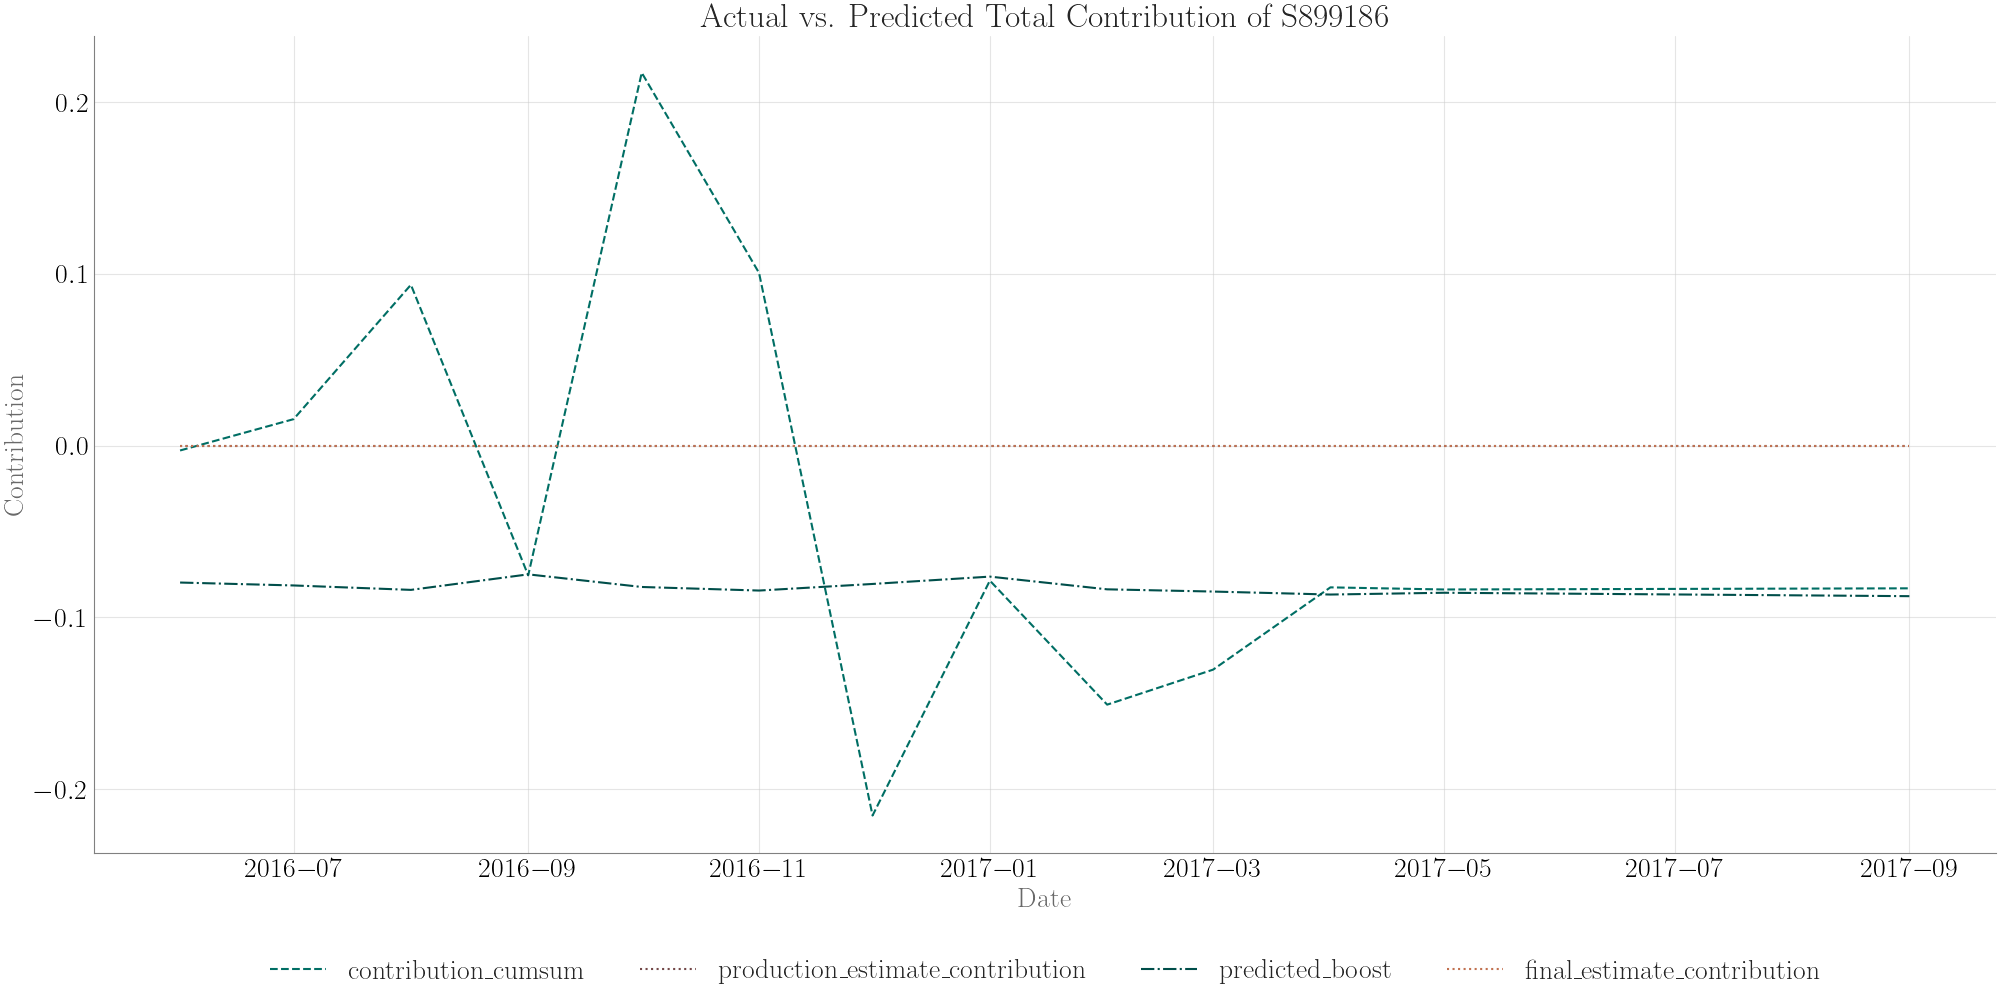 Actual vs. Predicted Total Contribution of S899186
0.2
0.1
0.0
−0.1
−0.2
Contribution
2016−07 2016−09 2016−11 2017−01 2017−03 2017−05 2017−07 2017−09
Date
contribution_cumsum production_estimate_contribution predicted_boost final_estimate_contribution